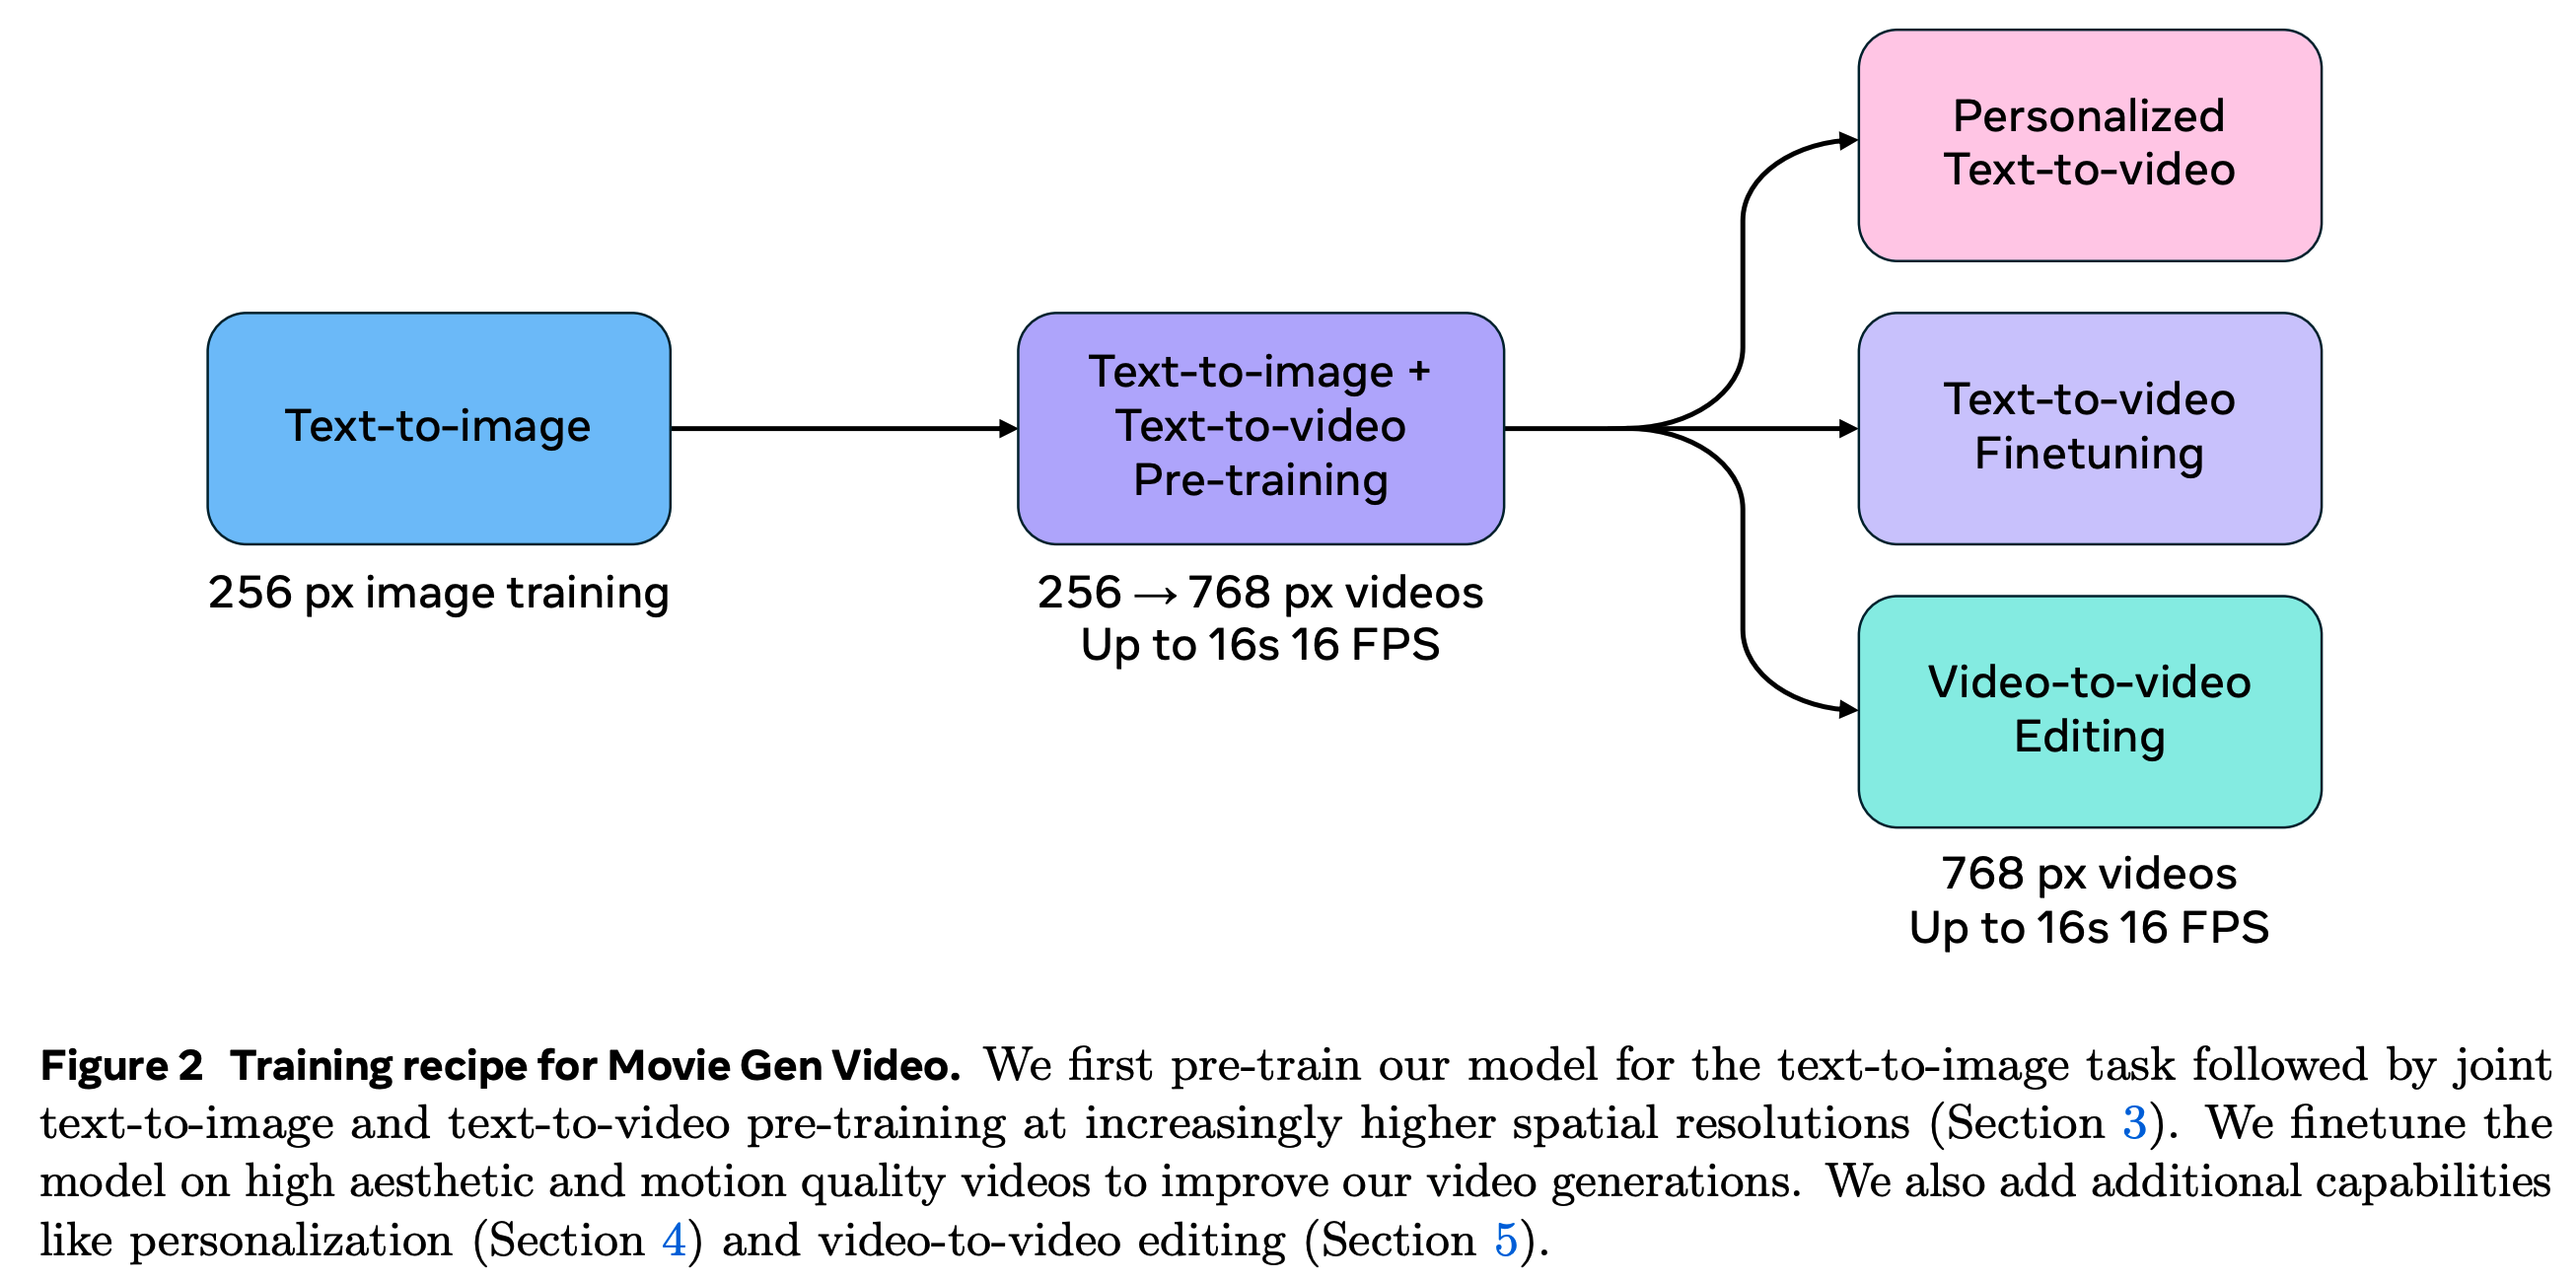 Personalized
Text-to-video
Text-to-image
Text-to-image +
Text-to-video
Pre-training
Text-to-video
Finetuning
256 px image training
256 → 768 px videos
Up to 16s 16 FPS
Video-to-video
Editing
768 px videos
Up to 16s 16 FPS
Figure 2 Training recipe for Movie Gen Video. We first pre-train our model for the text-to-image task followed by joint
text-to-image and text-to-video pre-training at increasingly higher spatial resolutions (Section 3). We finetune the
model on high aesthetic and motion quality videos to improve our video generations. We also add additional capabilities
like personalization (Section 4) and video-to-video editing (Section 5).